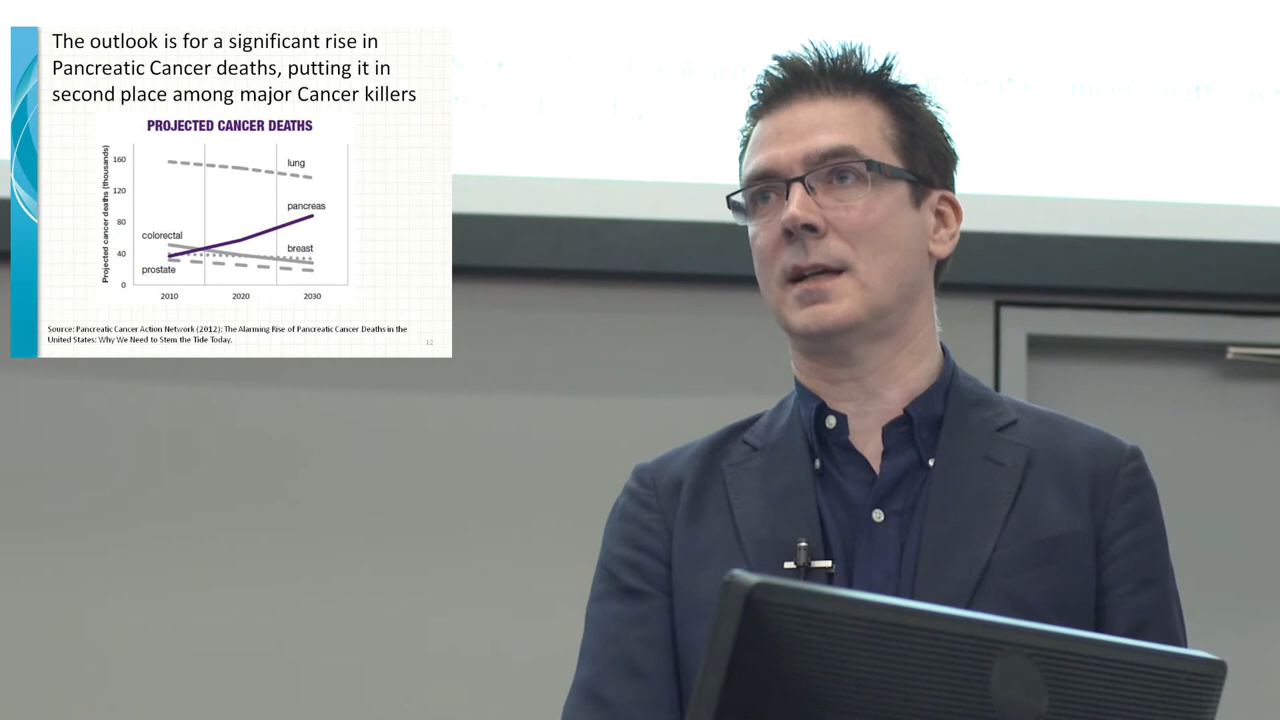 The outlook is for a significant rise in
Pancreatic Cancer deaths, putting it in
second place among major Cancer killers
PROJECTED CANCER DEATHS
Projected cancer deaths (thousands)
160
120
80
40
0
lung
pancreas
colorectal
breast
prostate
2010
2020
2030
Source: Pancreatic Cancer Action Network (2012): The Alarming Rise of Pancreatic Cancer Deaths in the
United States: Why We Need to Stem the Tide Today.
12